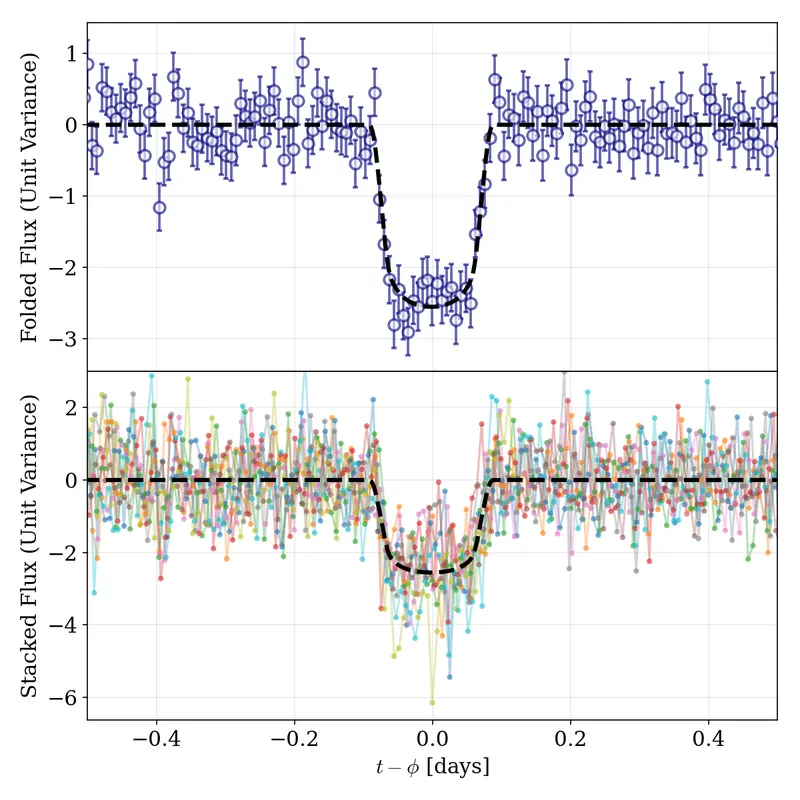 Folded Flux (Unit Variance)
1
0
−1
−2
−3
Stacked Flux (Unit Variance)
2
0
−2
−4
−6
−0.4 −0.2 0.0 0.2 0.4
t − ϕ [days]